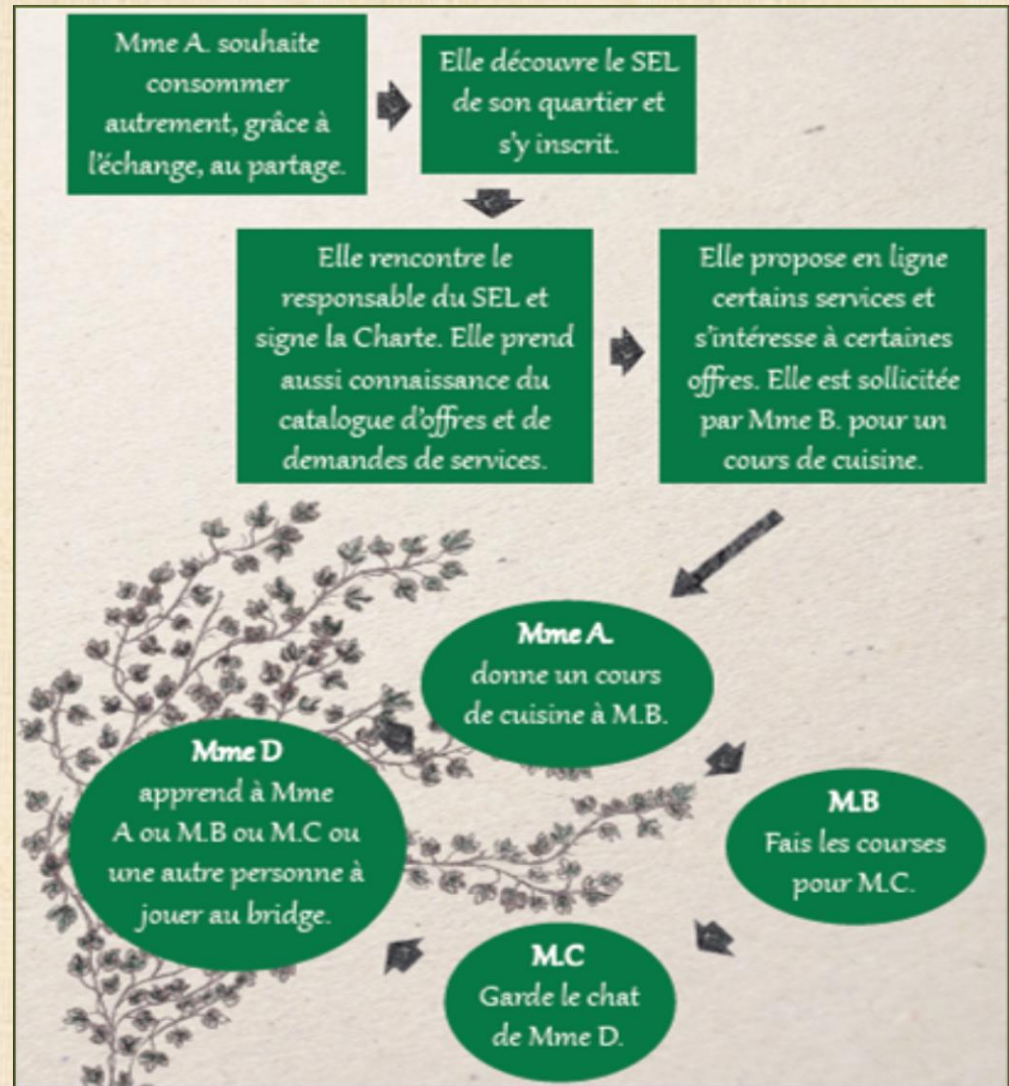 Mme A. souhaite
consommer
autrement, grâce à
l'échange, au partage.
Elle découvre le SEL
de son quartier et
s'y inscrit.
Elle rencontre le
responsable du SEL et
signe la Charte. Elle prend
aussi connaissance du
catalogue d'offres et de
demandes de services.
Elle propose en ligne
certains services et
s'intéresse à certaines
offres. Elle est sollicitée
par Mme B. pour un
cours de cuisine.
Mme A.
donne un cours
de cuisine à M.B.
Mme D
apprend à Mme
A ou M.B ou M.C ou
une autre personne à
jouer au bridge.
M.B
Fais les courses
pour M.C.
M.C
Garde le chat
de Mme D.